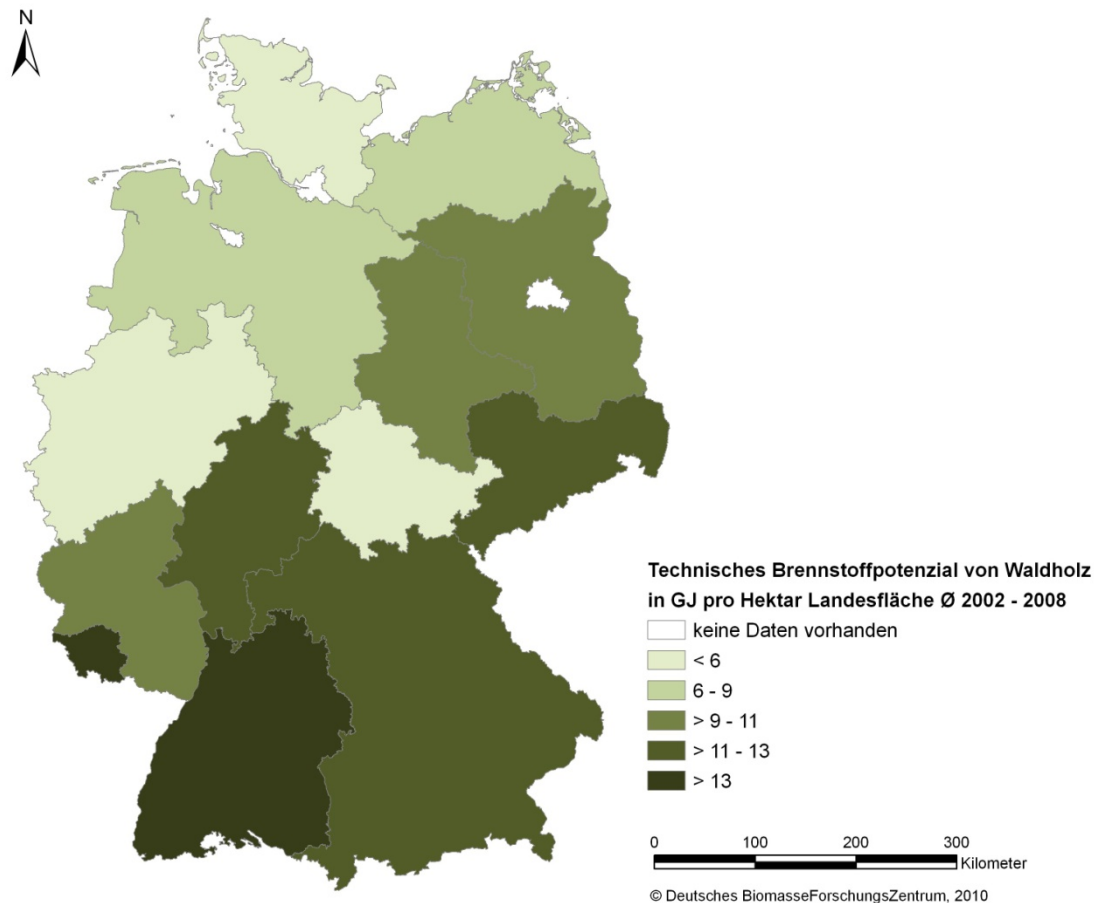 N
Technisches Brennstoffpotenzial von Waldholz
in GJ pro Hektar Landesfläche Ø 2002 - 2008
keine Daten vorhanden
< 6
6 - 9
> 9 - 11
> 11 - 13
> 13
0 100 200 300
Kilometer
© Deutsches BiomasseForschungsZentrum, 2010